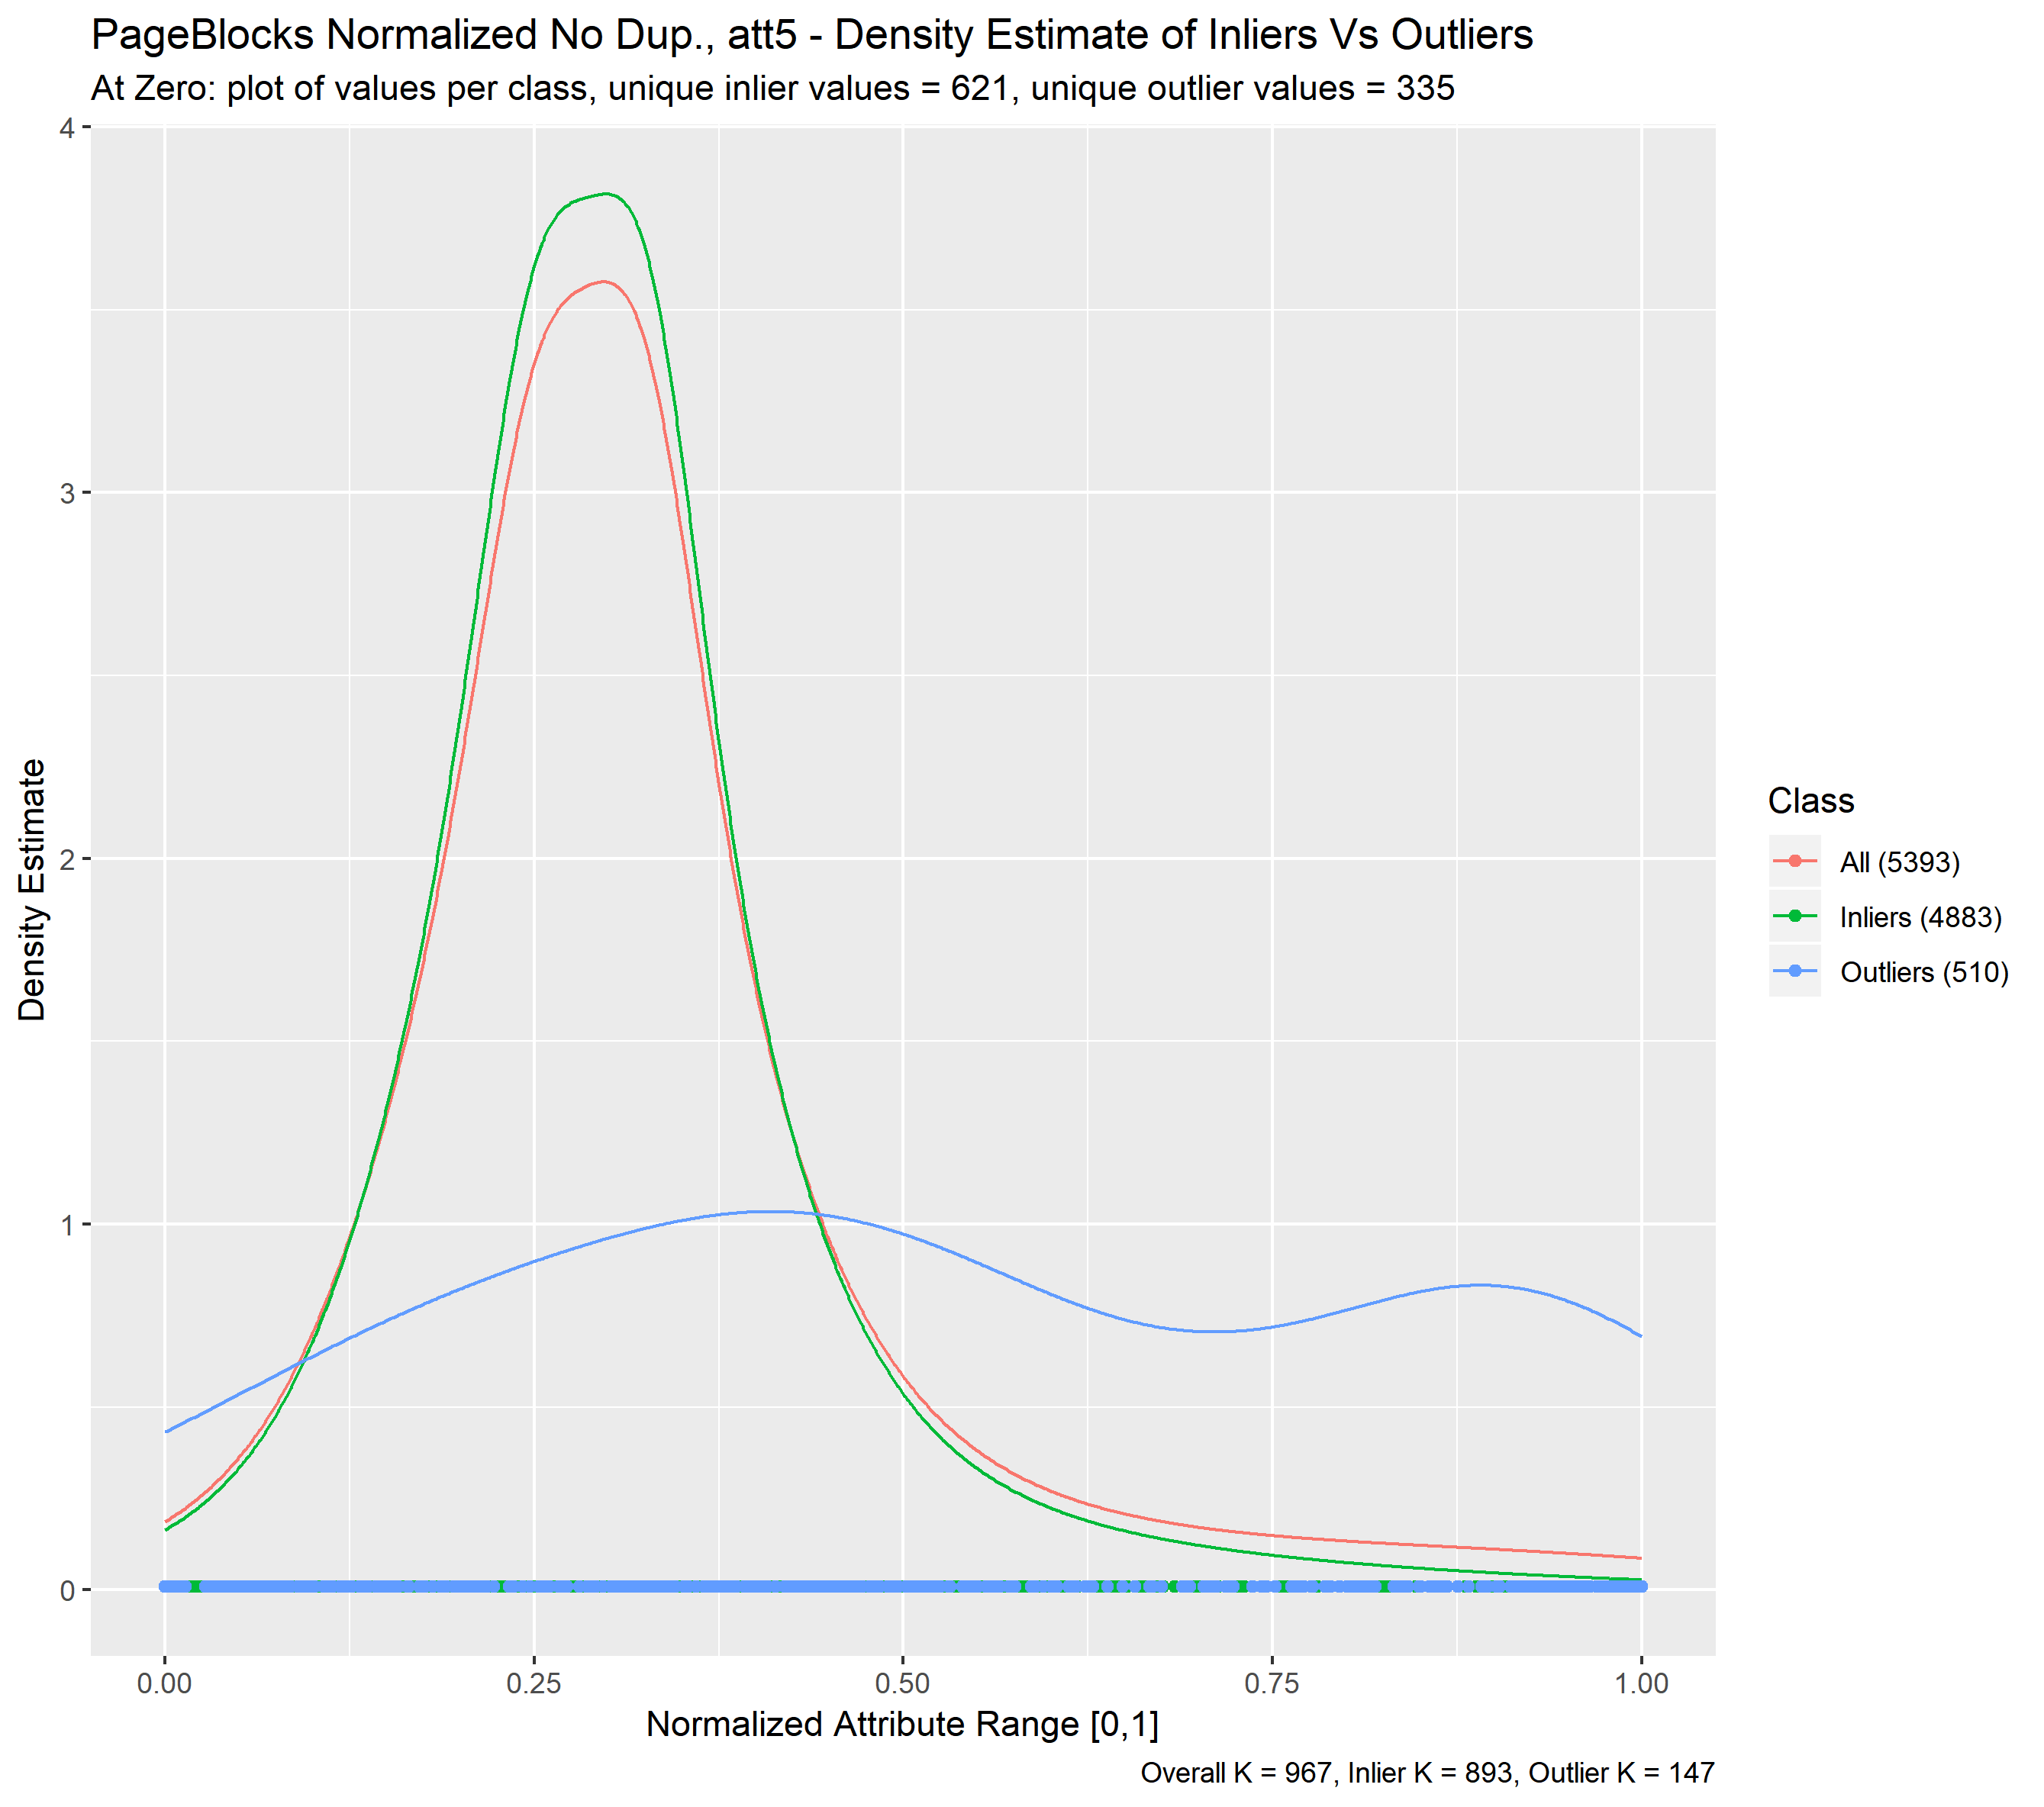 PageBlocks Normalized No Dup., att5 - Density Estimate of Inliers Vs Outliers
At Zero: plot of values per class, unique inlier values = 621, unique outlier values = 335
4
3
2
1
0
Density Estimate
0.00 0.25 0.50 0.75 1.00
Normalized Attribute Range [0,1]
Overall K = 967, Inlier K = 893, Outlier K = 147
Class
All (5393)
Inliers (4883)
Outliers (510)